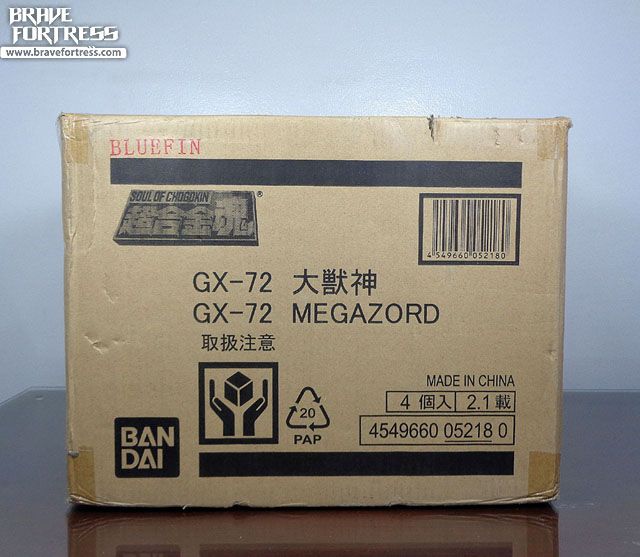 BRAVE
FORTRESS
www.bravefortress.com
BLUEFIN
SOUL OF CHOGOKIN
超合金魂®
4 549660 052180
GX-72 大獣神
GX-72 MEGAZORD
取扱注意
20
PAP
MADE IN CHINA
4個入 2.1載
4549660 05218 0
BAN
DAI